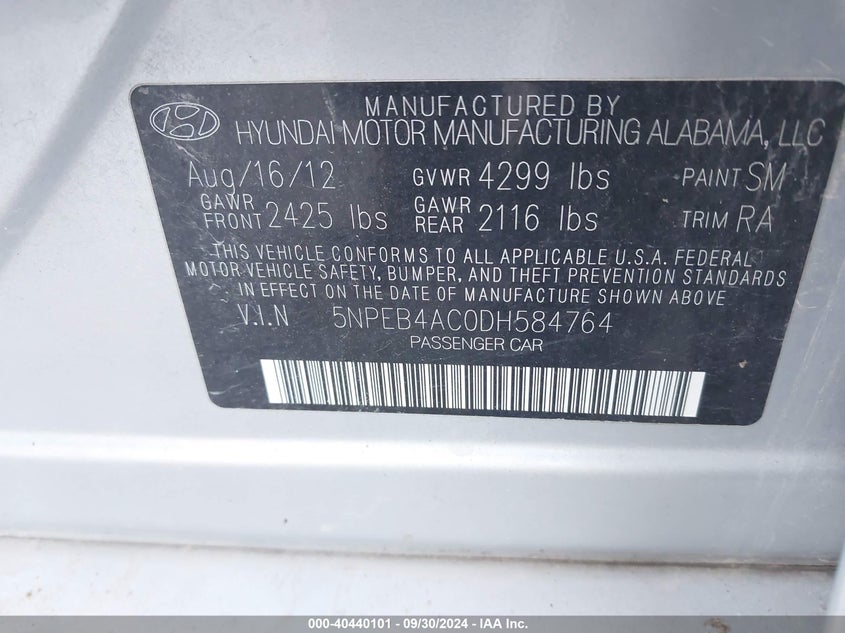 MANUFACTURED BY
HYUNDAI MOTOR MANUFACTURING ALABAMA, LLC
Aug/16/12 GVWR 4299 lbs PAINT SM
GAWR FRONT 2425 lbs GAWR REAR 2116 lbs TRIM RA
THIS VEHICLE CONFORMS TO ALL APPLICABLE U.S.A. FEDERAL
MOTOR VEHICLE SAFETY, BUMPER, AND THEFT PREVENTION STANDARDS
IN EFFECT ON THE DATE OF MANUFACTURE SHOWN ABOVE
V.I.N 5NPEB4AC0DH584764
PASSENGER CAR
000-40440101 - 09/30/2024 - IAA Inc.